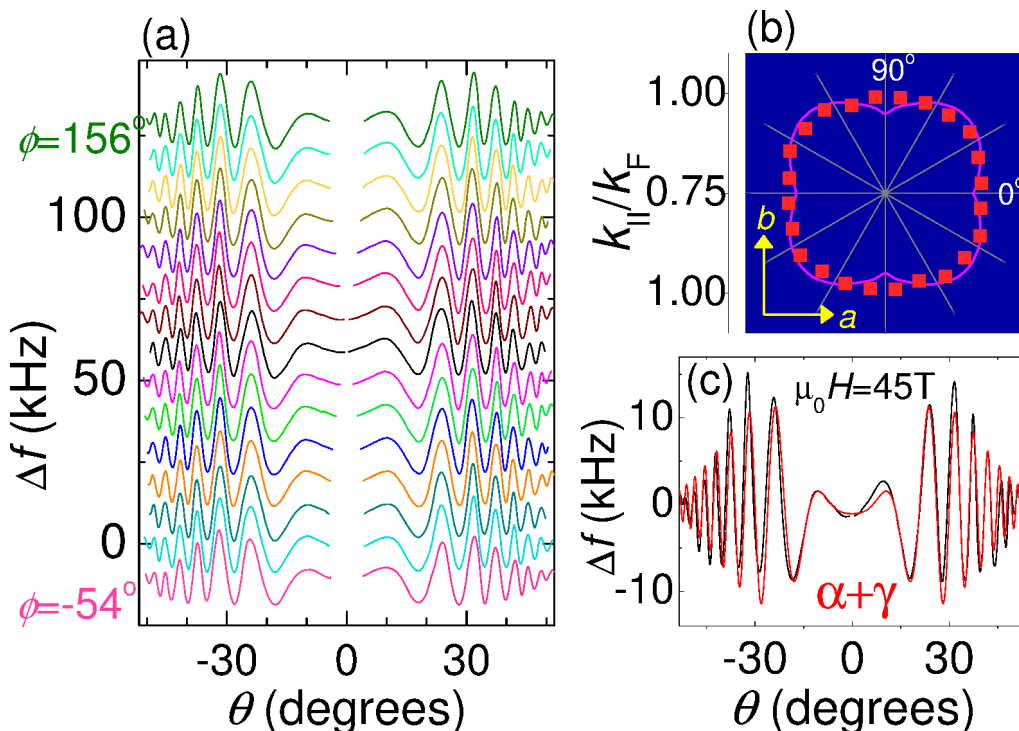 (a)
ϕ=156°
100
50
0
ϕ=-54°
Δf (kHz)
-30 0 30
θ (degrees)
(b)
90°
0°
1.00
0.75
1.00
k||/kF
b
a
(c)
μ0H=45T
10
0
-10
Δf (kHz)
α+γ
-30 0 30
θ (degrees)